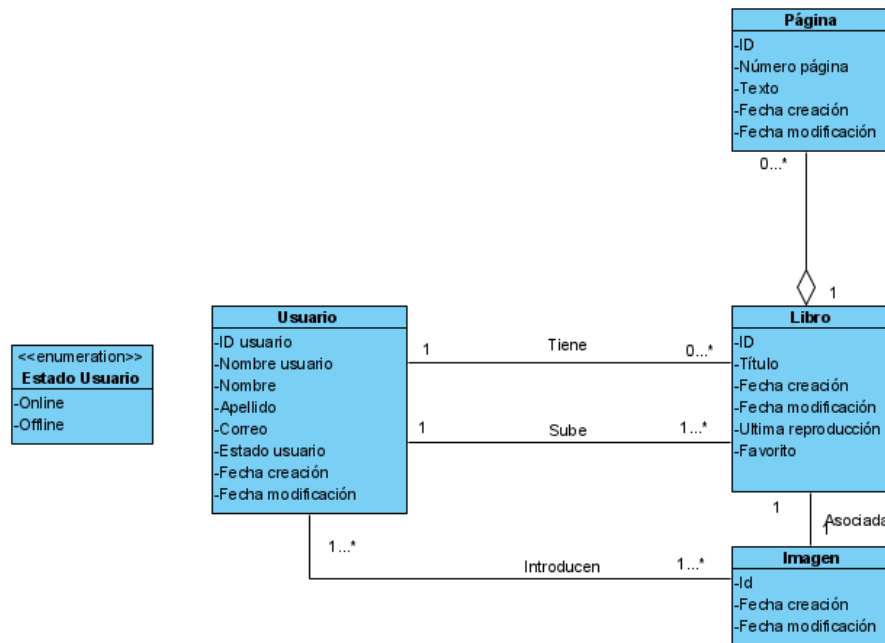 Página
-ID
-Número página
-Texto
-Fecha creación
-Fecha modificación
0...*
1
Usuario
-ID usuario
-Nombre usuario
-Nombre
-Apellido
-Correo
-Estado usuario
-Fecha creación
-Fecha modificación
<<enumeration>>
Estado Usuario
-Online
-Offline
1
Tiene
0...*
1
Sube
1...*
Libro
-ID
-Título
-Fecha creación
-Fecha modificación
-Ultima reproducción
-Favorito
1
Asociada
1
1...*
Introducen
1...*
Imagen
-Id
-Fecha creación
-Fecha modificación